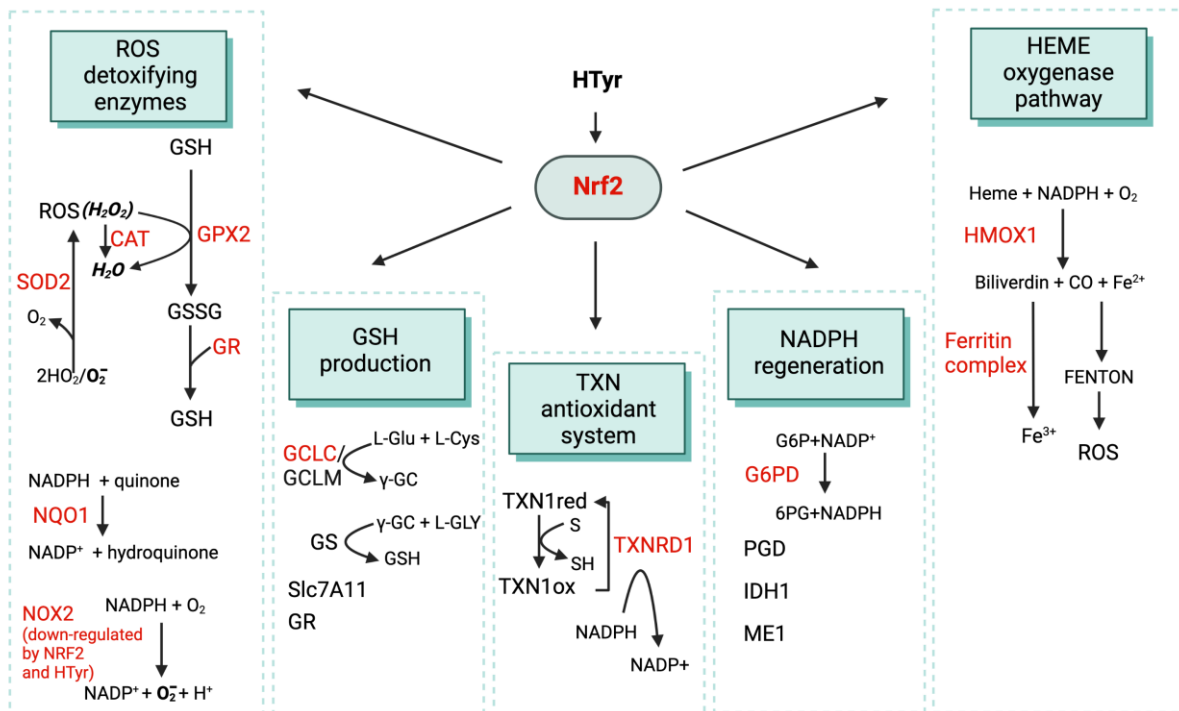 ROS
detoxifying
enzymes
GSH
ROS (H₂O₂)
CAT
GPX2
H₂O
SOD2
GSSG
O₂
GR
2HO₂/O₂⁻
GSH
NADPH + quinone
NQO1
NADP⁺ + hydroquinone
NOX2
(down-regulated
by NRF2
and HTyr)
NADPH + O₂
NADP⁺ + O₂⁻ + H⁺
HTyr
Nrf2
GSH
production
GCLC/
GCLM
L-Glu + L-Cys
γ-GC
GS
γ-GC + L-GLY
GSH
Slc7A11
GR
TXN
antioxidant
system
TXN1red
S
SH
TXN1ox
TXNRD1
NADPH
NADP+
NADPH
regeneration
G6P+NADP⁺
G6PD
6PG+NADPH
PGD
IDH1
ME1
HEME
oxygenase
pathway
Heme + NADPH + O₂
HMOX1
Biliverdin + CO + Fe²⁺
Ferritin
complex
FENTON
Fe³⁺
ROS